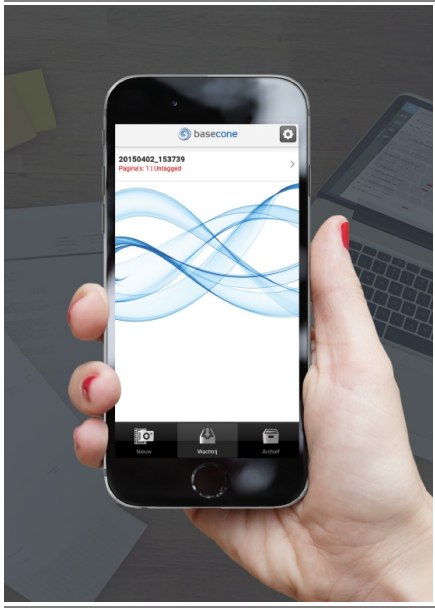 basecone
20150402_153739
Pagina's: 1 | Untagged
Nieuw
Wachtrij
Archief